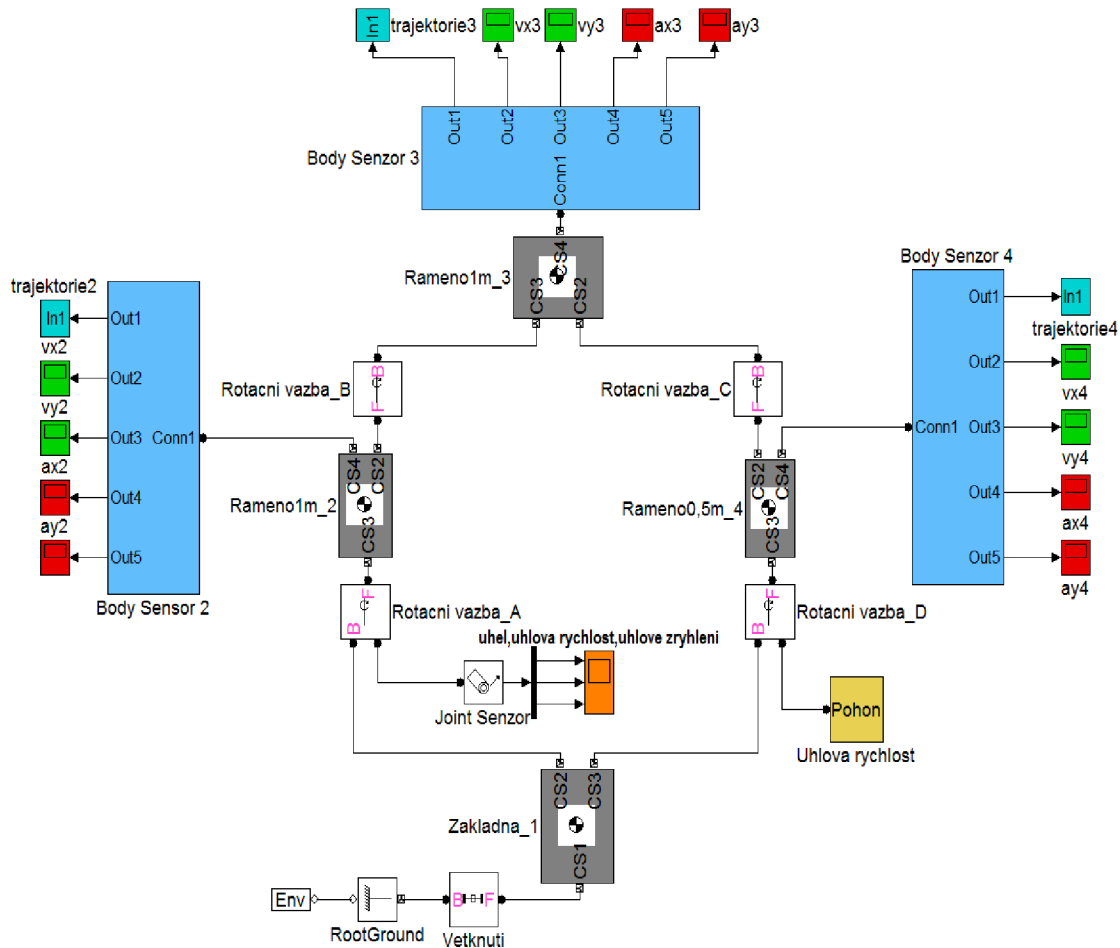 In1
trajektorie3
vx3
vy3
ax3
ay3
Out1
Out2
Out3
Out4
Out5
Body Senzor 3
Conn1
CS4
Rameno1m_3
CS3
CS2
trajektorie2
In1
Out1
vx2
Out2
vy2
Out3
Conn1
ax2
Out4
ay2
Out5
Body Sensor 2
Rotacni vazba_B
B
F
Rotacni vazba_C
B
F
CS4
CS2
Rameno1m_2
CS3
CS2
CS4
Rameno0,5m_4
CS3
Body Senzor 4
Out1
In1
trajektorie4
Out2
vx4
Conn1
Out3
vy4
Out4
ax4
Out5
ay4
B
F
Rotacni vazba_A
B
F
Rotacni vazba_D
uhel,uhlova rychlost,uhlove zryhleni
Joint Senzor
Pohon
Uhlova rychlost
CS2
CS3
Zakladna_1
CS1
Env
RootGround
B
F
Vetknuti